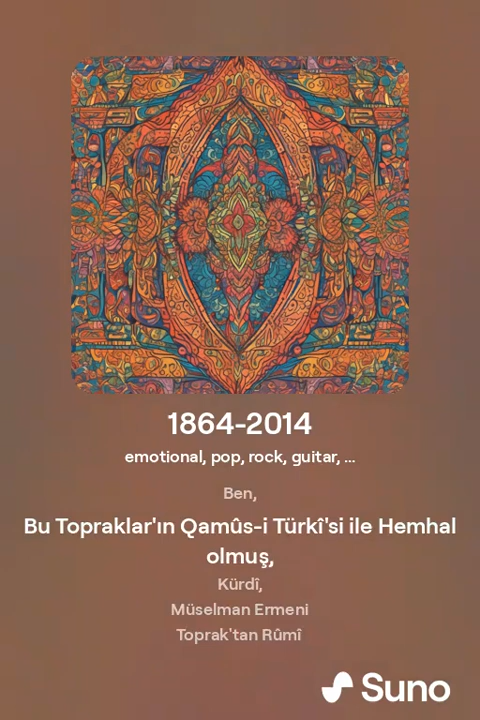 1864-2014
emotional, pop, rock, guitar, ...
Ben,
Bu Topraklar'ın Qamûs-i Türkî'si ile Hemhal
olmuş,
Kürdî,
Müselman Ermeni
Toprak'tan Rûmî
Suno